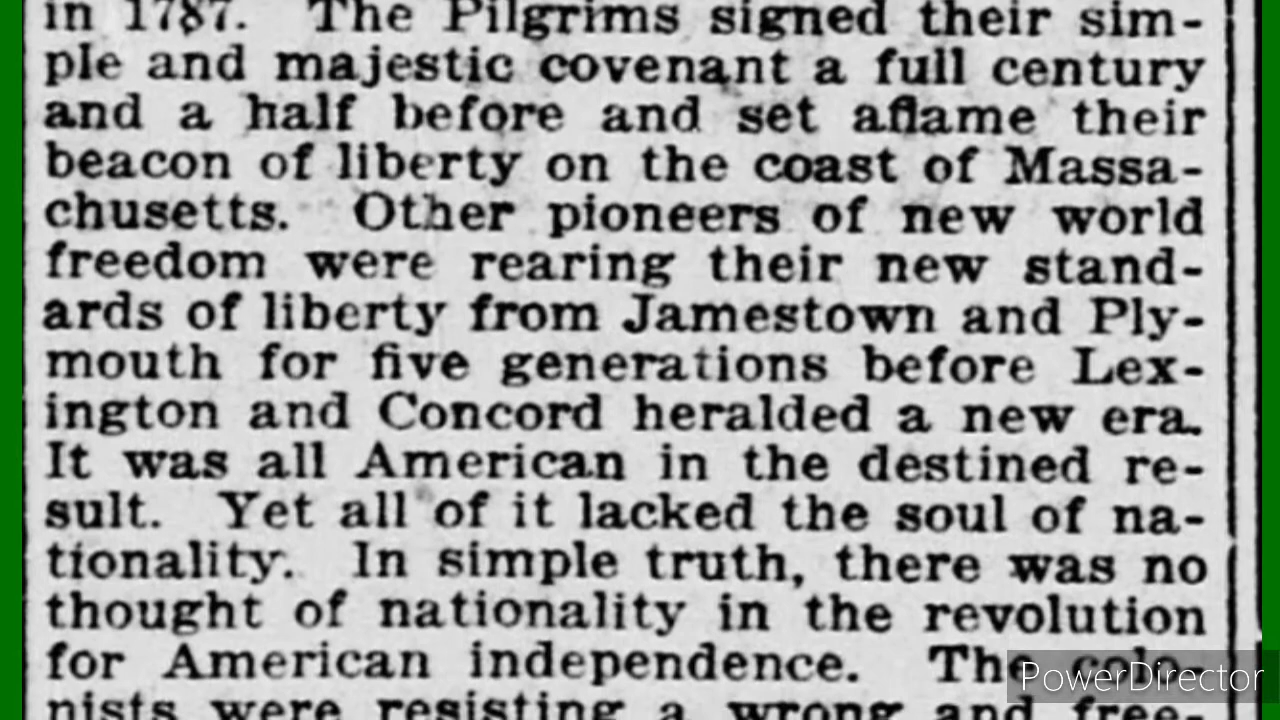 in 1787. The Pilgrims signed their sim-
ple and majestic covenant a full century
and a half before and set aflame their
beacon of liberty on the coast of Massa-
chusetts. Other pioneers of new world
freedom were rearing their new stand-
ards of liberty from Jamestown and Ply-
mouth for five generations before Lex-
ington and Concord heralded a new era.
It was all American in the destined re-
sult. Yet all of it lacked the soul of na-
tionality. In simple truth, there was no
thought of nationality in the revolution
for American independence. The colo-
nists were resisting a wrong and free-
PowerDirector